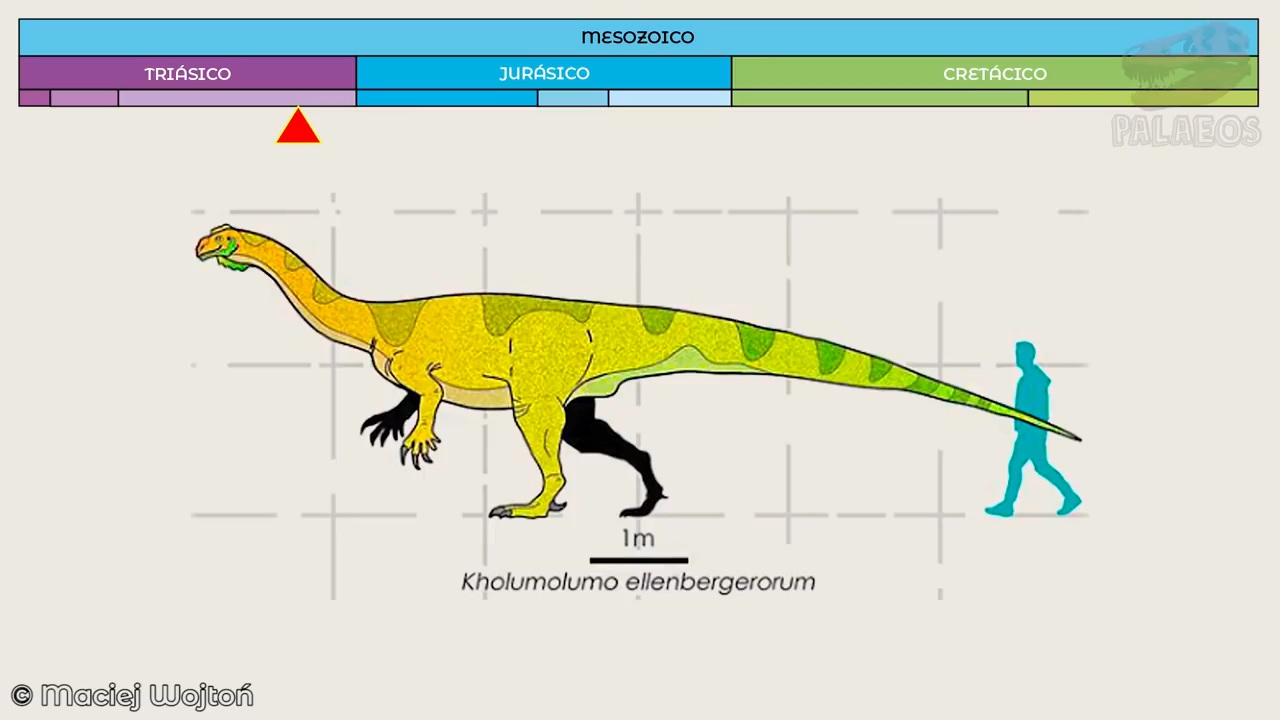 MESOZOICO
TRIÁSICO JURÁSICO CRETÁCICO
PALAEOS
1m
Kholumolumo ellenbergerorum
© Maciej Wojtoń